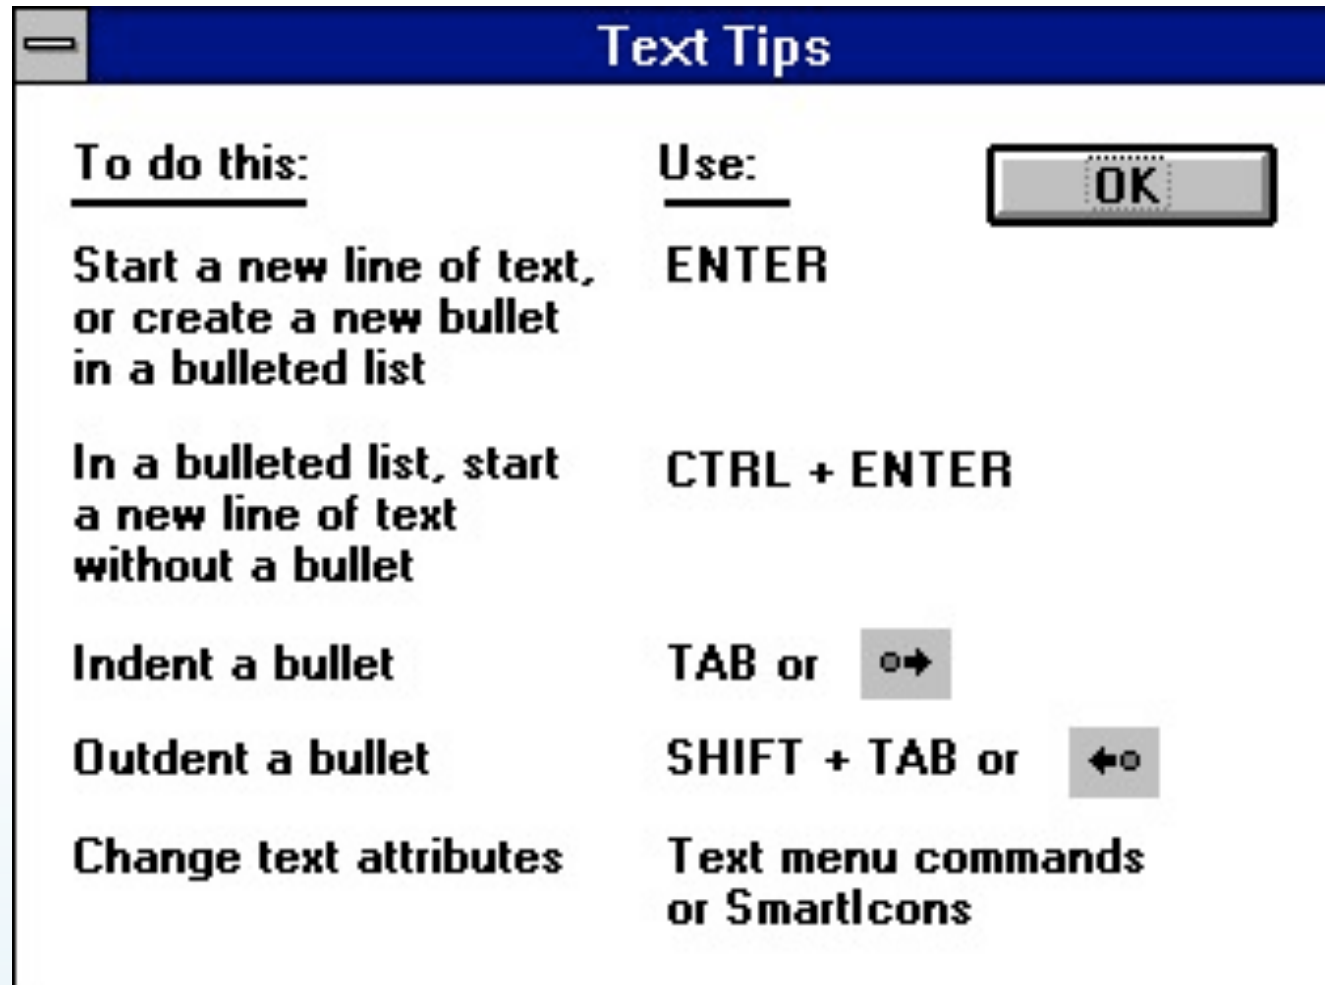 Text Tips
To do this:
Use:
OK
Start a new line of text,
or create a new bullet
in a bulleted list
ENTER
In a bulleted list, start
a new line of text
without a bullet
CTRL + ENTER
Indent a bullet
TAB or
Outdent a bullet
SHIFT + TAB or
Change text attributes
Text menu commands
or SmartIcons